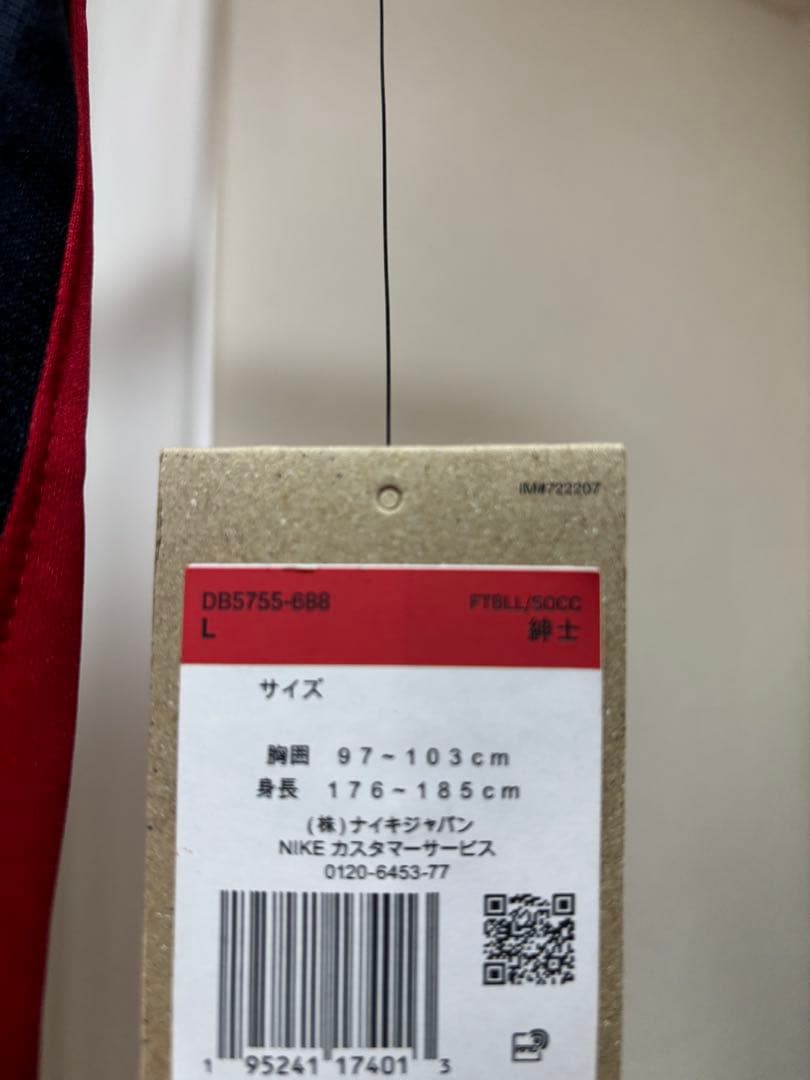 IM#722207
DB5755-688 FTBLL/SOCC
L 紳士
サイズ
胸囲 97~103cm
身長 176~185cm
(株)ナイキジャパン
NIKE カスタマーサービス
0120-6453-77
1 95241 17401 3